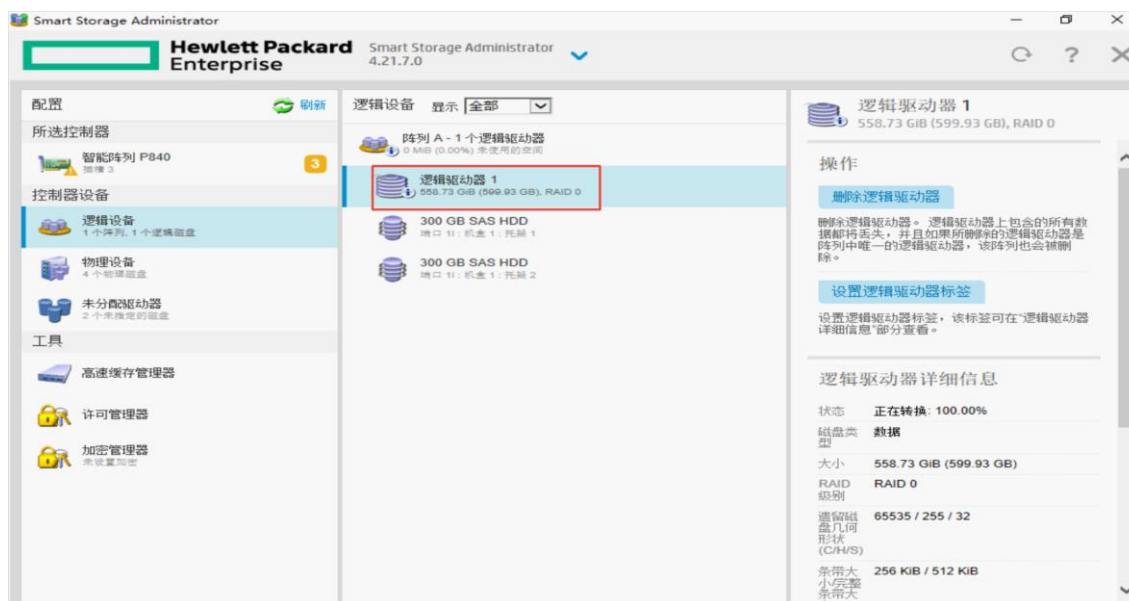 Smart Storage Administrator
Hewlett Packard
Enterprise
Smart Storage Administrator
4.21.7.0
配置
刷新
所选控制器
智能阵列 P840
插槽 3
3
控制器设备
逻辑设备
1 个阵列, 1 个逻辑磁盘
物理设备
4 个物理磁盘
未分配驱动器
2 个未指定的磁盘
工具
高速缓存管理器
许可管理器
加密管理器
未设置加密
逻辑设备 显示 全部
阵列 A - 1 个逻辑驱动器
0 MiB (0.00%) 未使用的空间
逻辑驱动器 1
558.73 GiB (599.93 GB), RAID 0
300 GB SAS HDD
端口 1I : 机盒 1 : 托架 1
300 GB SAS HDD
端口 1I : 机盒 1 : 托架 2
逻辑驱动器 1
558.73 GiB (599.93 GB), RAID 0
操作
删除逻辑驱动器
删除逻辑驱动器。 逻辑驱动器上包含的所有数
据都将丢失，并且如果所删除的逻辑驱动器是
阵列中唯一的逻辑驱动器，该阵列也会被删
除。
设置逻辑驱动器标签
设置逻辑驱动器标签，该标签可在“逻辑驱动器
详细信息”部分查看。
逻辑驱动器详细信息
状态 正在转换: 100.00%
磁盘类
型 数据
大小 558.73 GiB (599.93 GB)
RAID
级别 RAID 0
遗留磁
盘几何
形状
(C/H/S) 65535 / 255 / 32
条带大
小/完整
条带大 256 KiB / 512 KiB